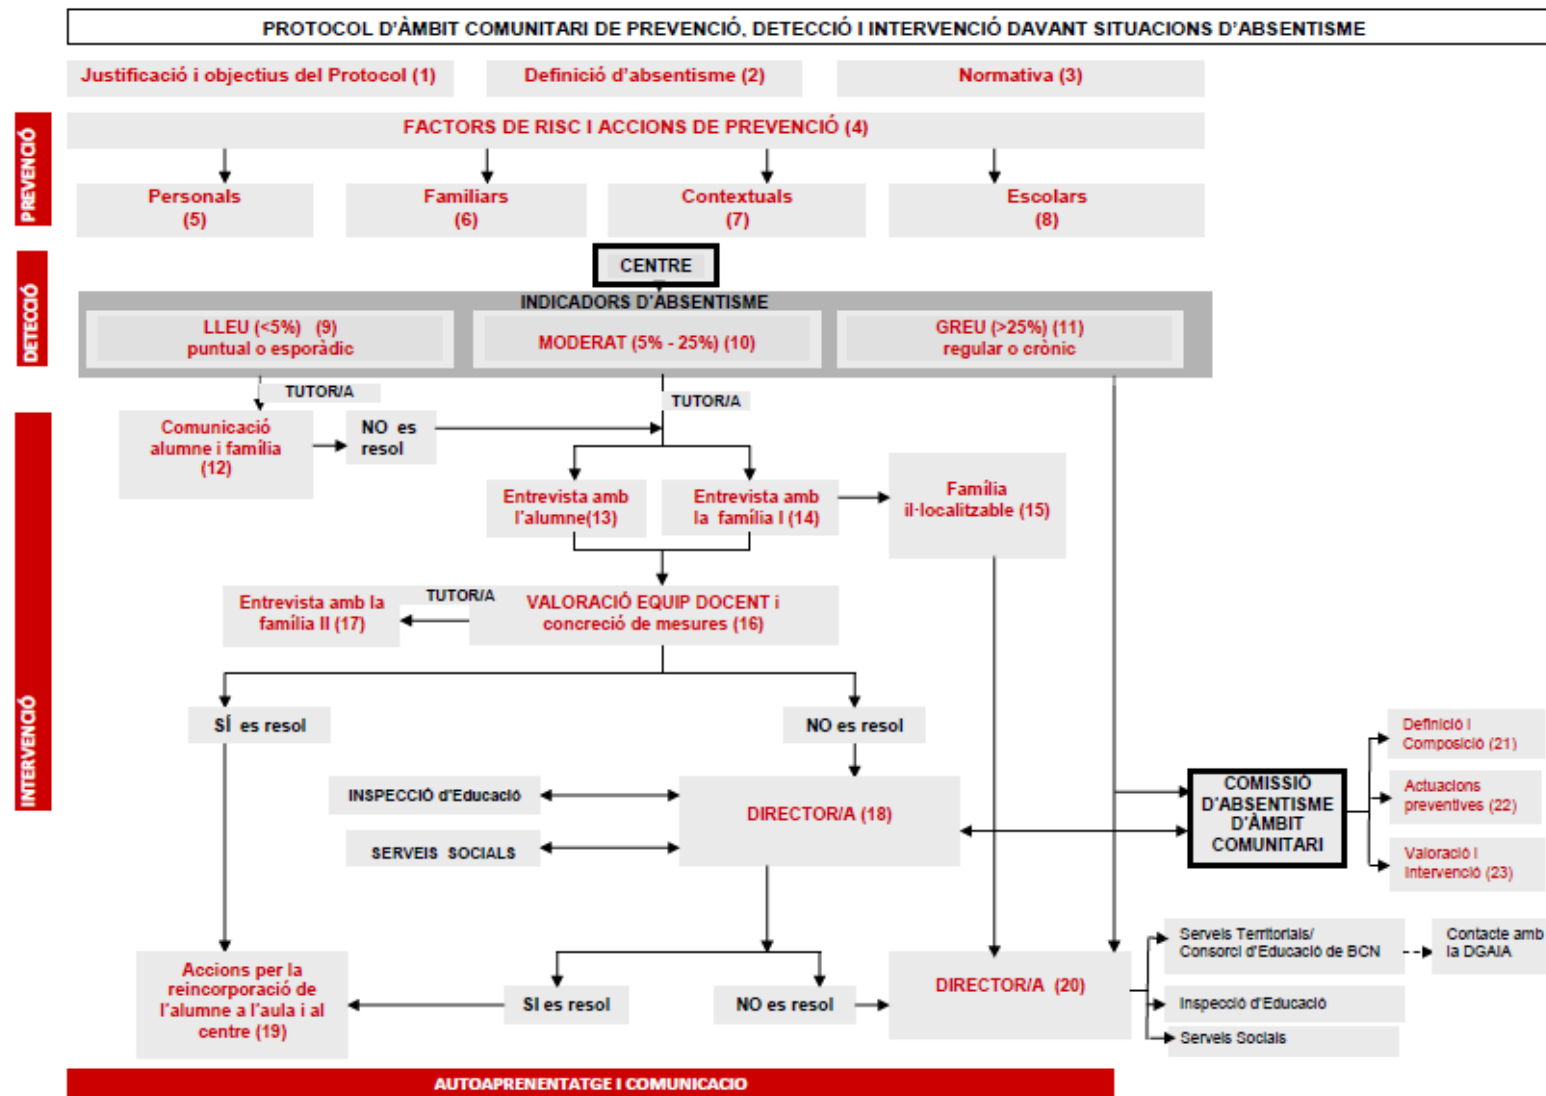 PROTOCOL D'ÀMBIT COMUNITARI DE PREVENCIÓ, DETECCIÓ I INTERVENCIÓ DAVANT SITUACIONS D'ABSENTISME
Justificació i objectius del Protocol (1)
Definició d'absentisme (2)
Normativa (3)
PREVENCIÓ
FACTORS DE RISC I ACCIONS DE PREVENCIÓ (4)
Personals
(5)
Familiars
(6)
Contextuals
(7)
Escolars
(8)
DETECCIÓ
CENTRE
INDICADORS D'ABSENTISME
LLEU (<5%) (9)
puntual o esporàdic
MODERAT (5% - 25%) (10)
GREU (>25%) (11)
regular o crònic
INTERVENCIÓ
TUTOR/A
TUTOR/A
Comunicació
alumne i família
(12)
NO es
resol
Entrevista amb
l'alumne(13)
Entrevista amb
la família I (14)
Família
il·localitzable (15)
Entrevista amb la
família II (17)
TUTOR/A
VALORACIÓ EQUIP DOCENT i
concreció de mesures (16)
SÍ es resol
NO es resol
INSPECCIÓ d'Educació
SERVEIS SOCIALS
DIRECTOR/A (18)
COMISSIÓ
D'ABSENTISME
D'ÀMBIT
COMUNITARI
Definició i
Composició (21)
Actuacions
preventives (22)
Valoració i
Intervenció (23)
Accions per la
reincorporació de
l'alumne a l'aula i al
centre (19)
SI es resol
NO es resol
DIRECTOR/A (20)
Serveis Territorials/
Consorci d'Educació de BCN
Contacte amb
la DGAIA
Inspecció d'Educació
Serveis Socials
AUTOAPRENENTATGE I COMUNICACIO